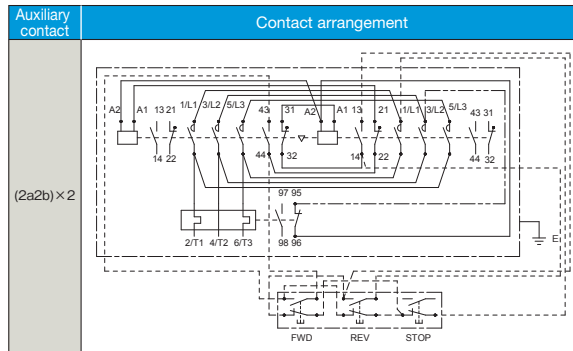 Auxiliary contact
Contact arrangement
(2a2b)×2
A2 A1 13 21 1/L1 3/L2 5/L3 43 31 A2 A1 13 21 1/L1 3/L2 5/L3 43 31
14 22 44 32 14 22 44 32
97 95
2/T1 4/T2 6/T3 98 96
E
FWD REV STOP